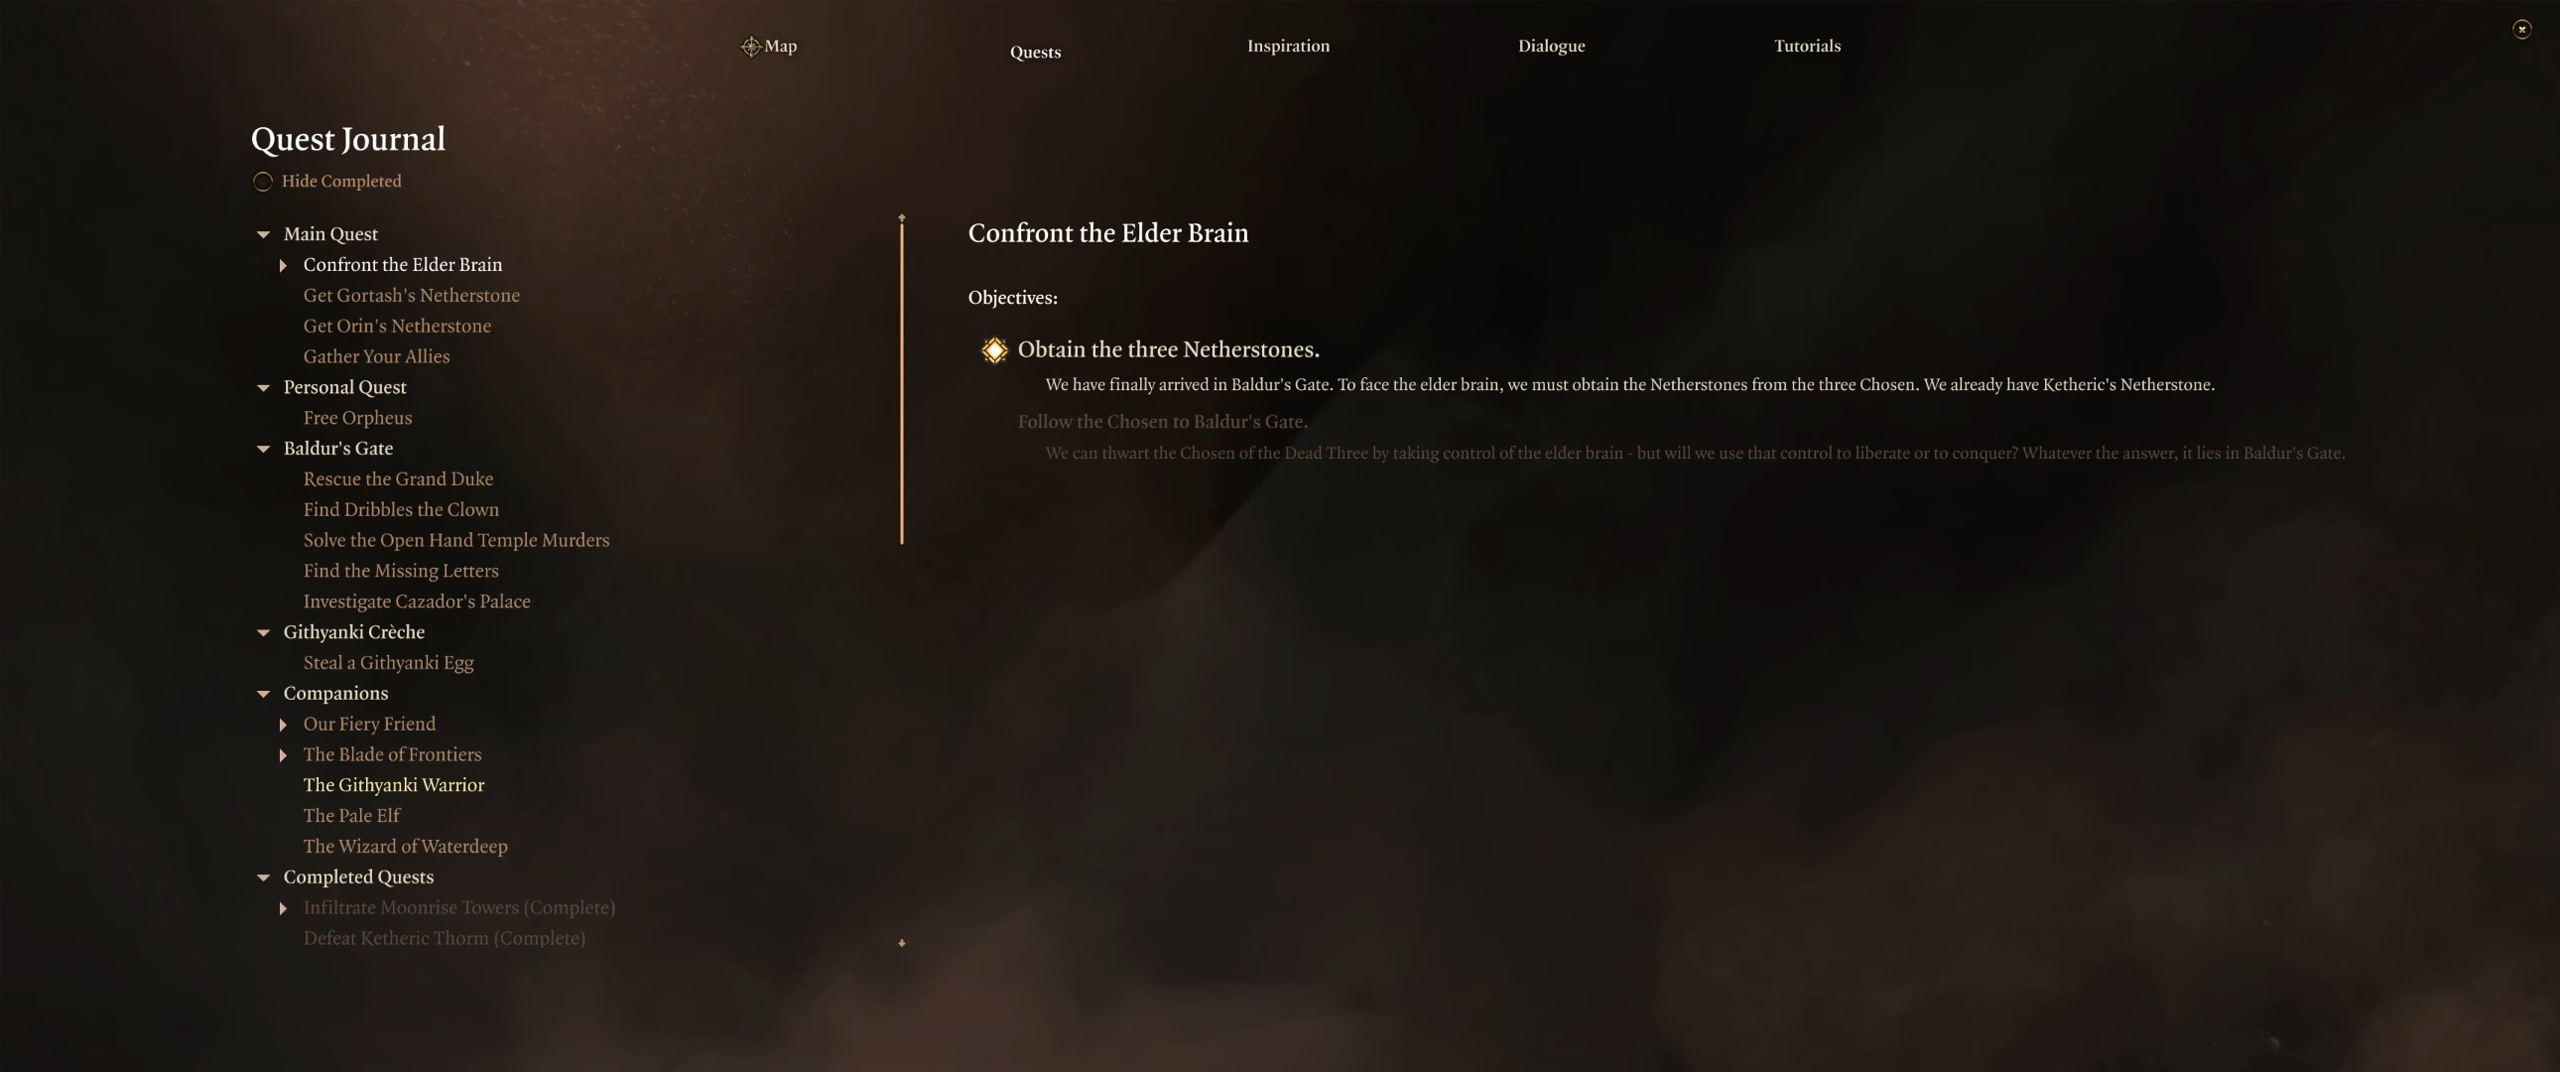 Map
Quests
Inspiration
Dialogue
Tutorials
Quest Journal
Hide Completed
Main Quest
Confront the Elder Brain
Get Gortash's Netherstone
Get Orin's Netherstone
Gather Your Allies
Personal Quest
Free Orpheus
Baldur's Gate
Rescue the Grand Duke
Find Dribbles the Clown
Solve the Open Hand Temple Murders
Find the Missing Letters
Investigate Cazador's Palace
Githyanki Crèche
Steal a Githyanki Egg
Companions
Our Fiery Friend
The Blade of Frontiers
The Githyanki Warrior
The Pale Elf
The Wizard of Waterdeep
Completed Quests
Infiltrate Moonrise Towers (Complete)
Defeat Ketheric Thorm (Complete)
Confront the Elder Brain
Objectives:
Obtain the three Netherstones.
We have finally arrived in Baldur's Gate. To face the elder brain, we must obtain the Netherstones from the three Chosen. We already have Ketheric's Netherstone.
Follow the Chosen to Baldur's Gate.
We can thwart the Chosen of the Dead Three by taking control of the elder brain - but will we use that control to liberate or to conquer? Whatever the answer, it lies in Baldur's Gate.